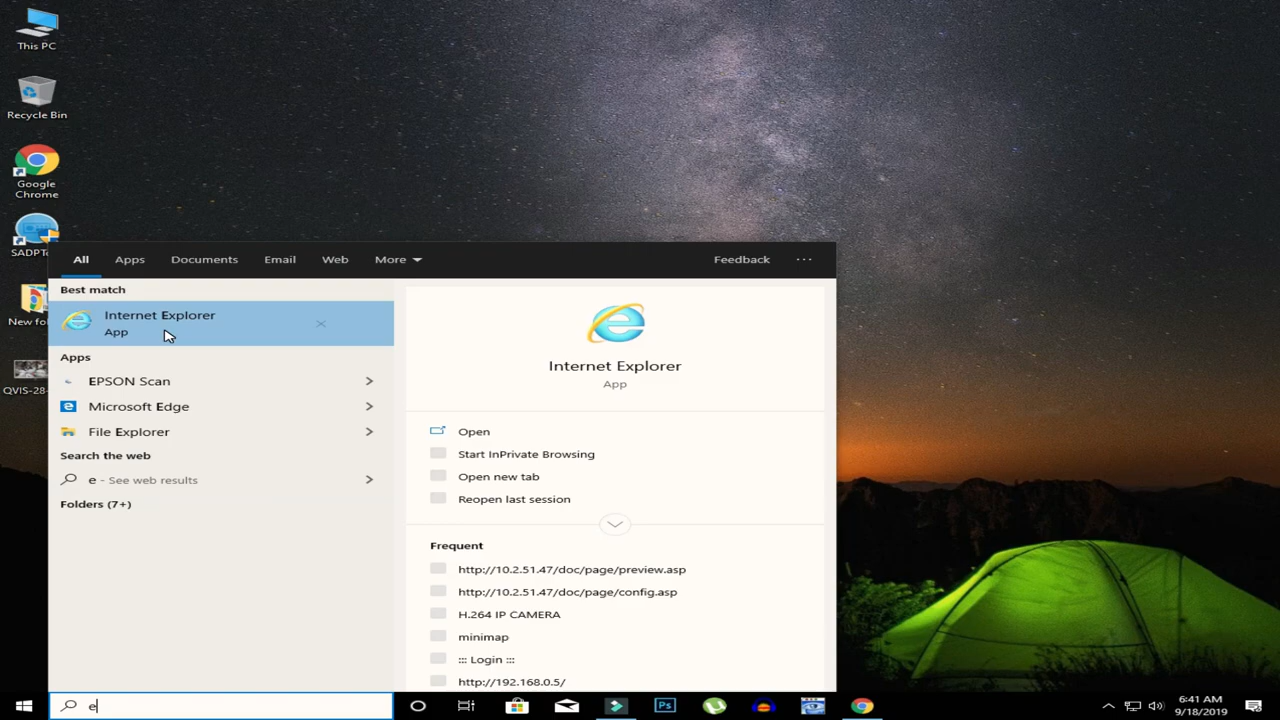 This PC
Recycle Bin
Google
Chrome
SADPTo
New fol
QVIS-28-
All Apps Documents Email Web More Feedback ...
Best match
Internet Explorer
App
Apps
EPSON Scan
Microsoft Edge
File Explorer
Search the web
e - See web results
Folders (7+)
Internet Explorer
App
Open
Start InPrivate Browsing
Open new tab
Reopen last session
Frequent
http://10.2.51.47/doc/page/preview.asp
http://10.2.51.47/doc/page/config.asp
H.264 IP CAMERA
minimap
::: Login :::
http://192.168.0.5/
e
Ps
6:41 AM
9/18/2019